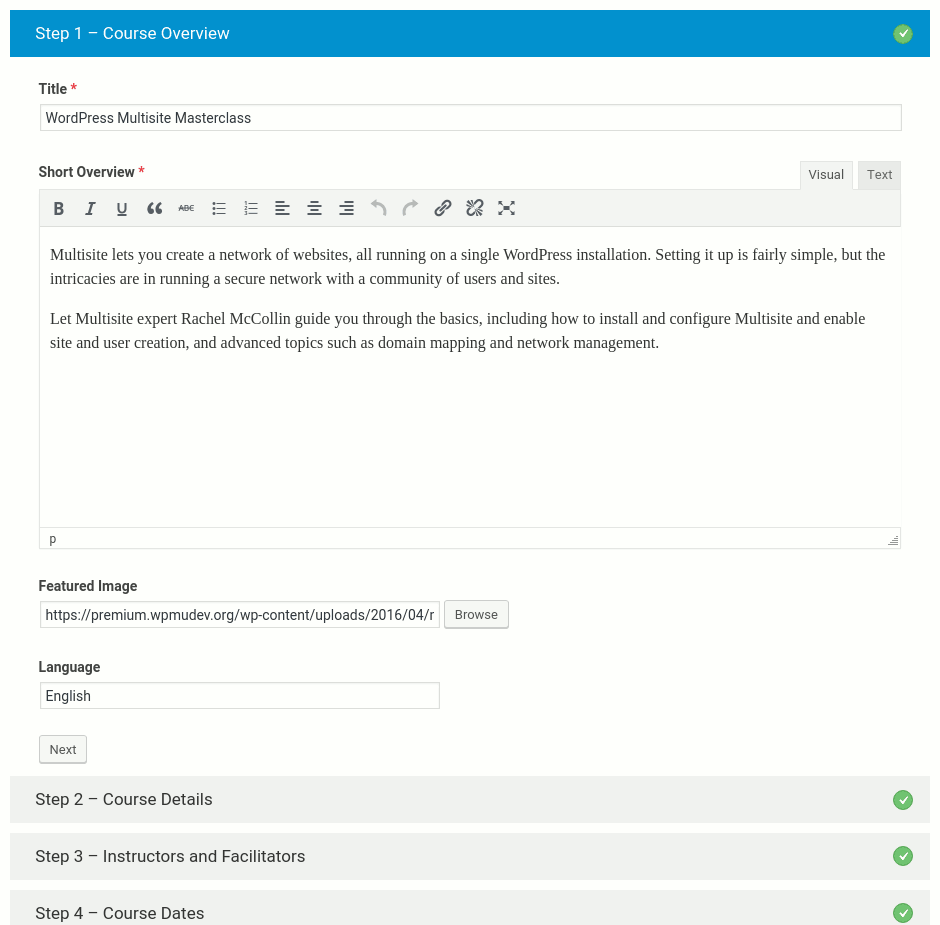 Step 1 – Course Overview
Title *
WordPress Multisite Masterclass
Short Overview *
Visual Text
B I U ABC
Multisite lets you create a network of websites, all running on a single WordPress installation. Setting it up is fairly simple, but the
intricacies are in running a secure network with a community of users and sites.
Let Multisite expert Rachel McCollin guide you through the basics, including how to install and configure Multisite and enable
site and user creation, and advanced topics such as domain mapping and network management.
p
Featured Image
https://premium.wpmudev.org/wp-content/uploads/2016/04/r Browse
Language
English
Next
Step 2 – Course Details
Step 3 – Instructors and Facilitators
Step 4 – Course Dates